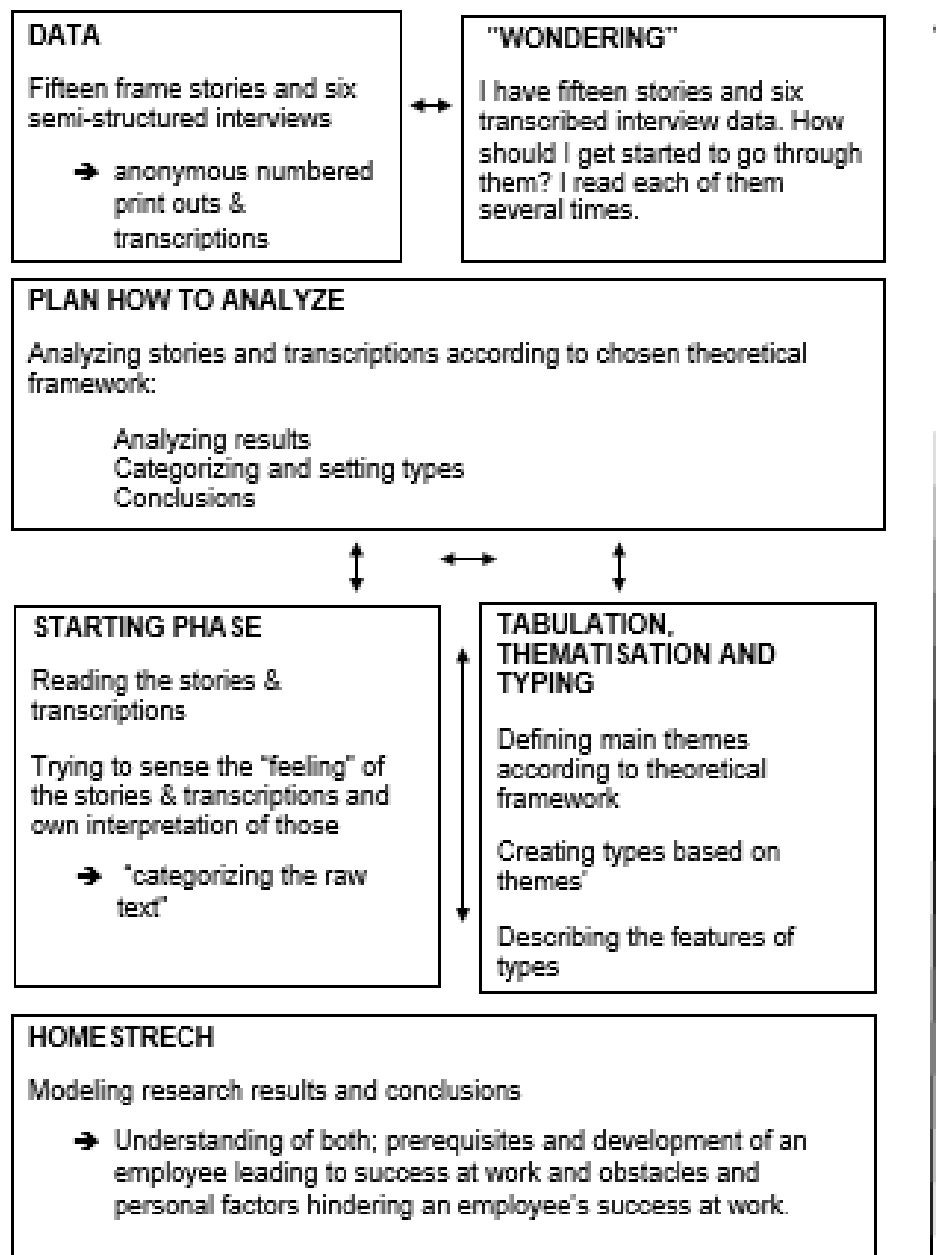 DATA
Fifteen frame stories and six
semi-structured interviews
➔ anonymous numbered
print outs &
transcriptions
"WONDERING"
I have fifteen stories and six
transcribed interview data. How
should I get started to go through
them? I read each of them
several times.
PLAN HOW TO ANALYZE
Analyzing stories and transcriptions according to chosen theoretical
framework:
Analyzing results
Categorizing and setting types
Conclusions
STARTING PHASE
Reading the stories &
transcriptions
Trying to sense the "feeling" of
the stories & transcriptions and
own interpretation of those
➔ "categorizing the raw
text"
TABULATION,
THEMATISATION AND
TYPING
Defining main themes
according to theoretical
framework
Creating types based on
themes"
Describing the features of
types
HOMESTRECH
Modeling research results and conclusions
➔ Understanding of both; prerequisites and development of an
employee leading to success at work and obstacles and
personal factors hindering an employee's success at work.